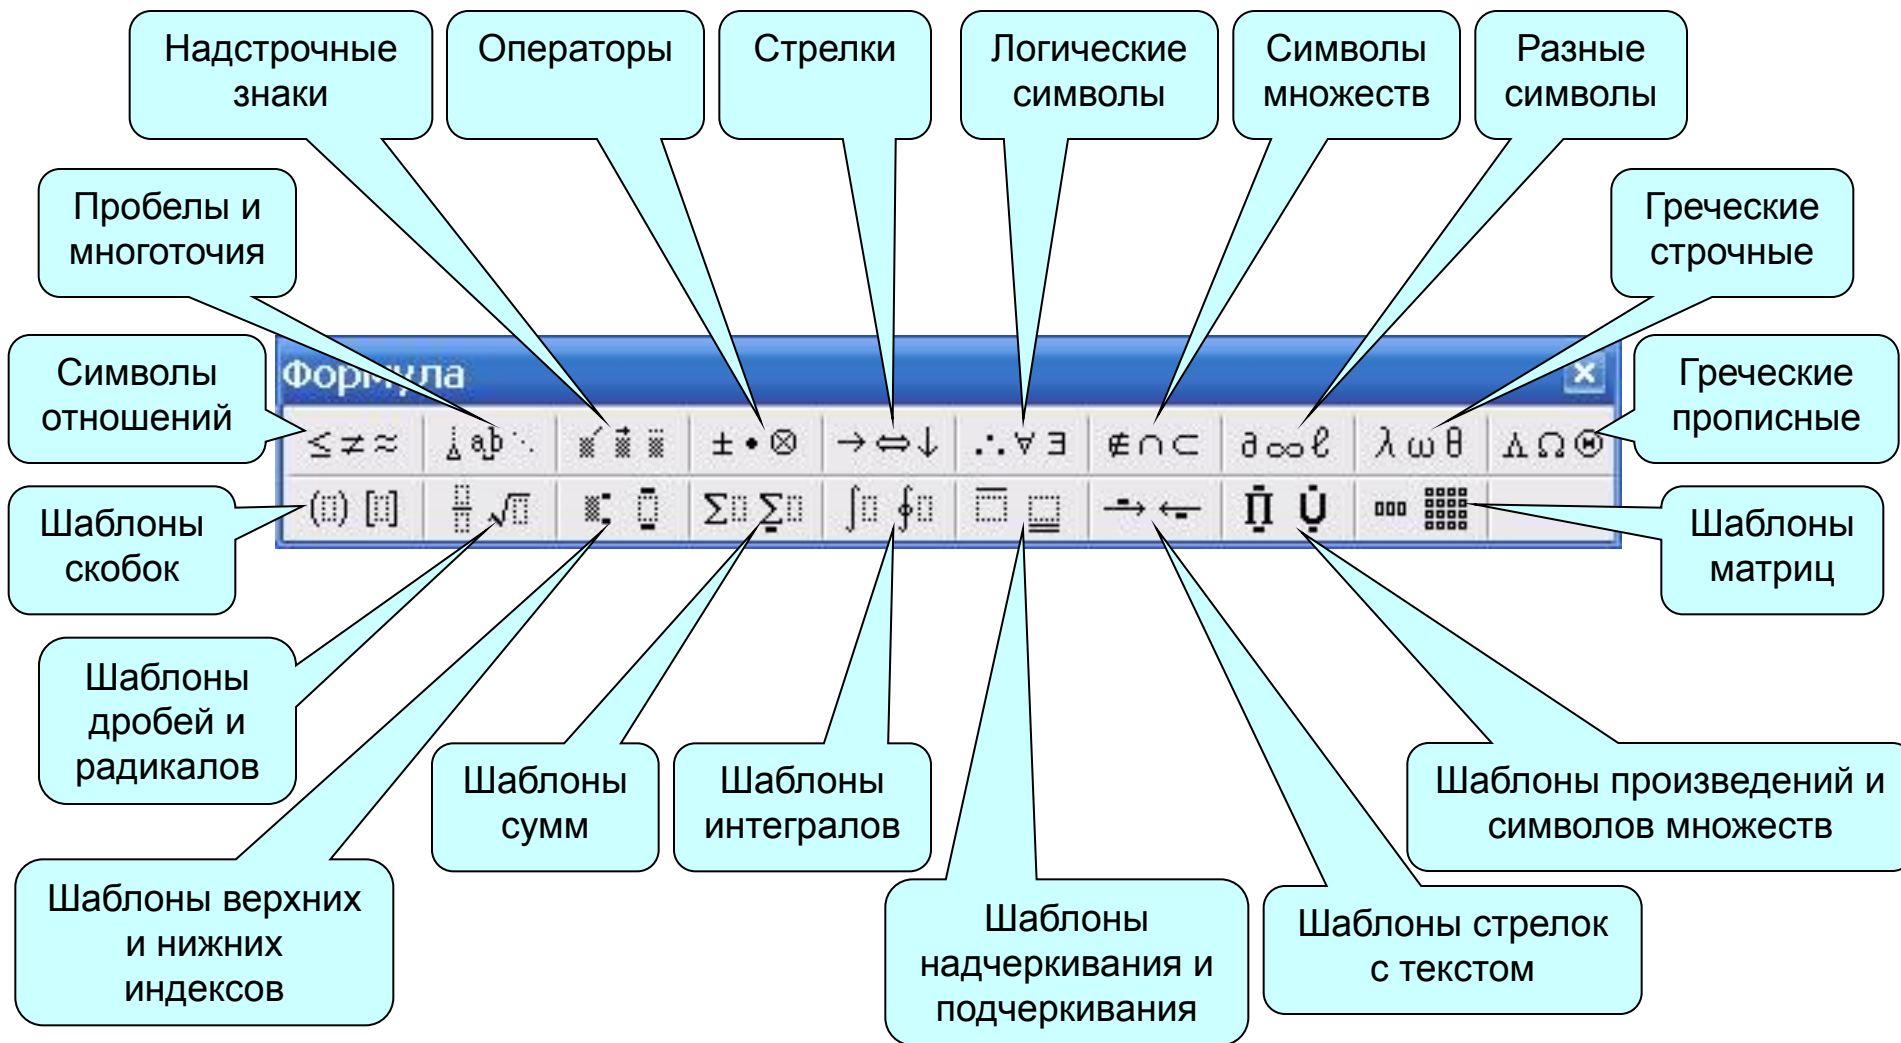 Надстрочные
знаки
Операторы
Стрелки
Логические
символы
Символы
множеств
Разные
символы
Пробелы и
многоточия
Греческие
строчные
Символы
отношений
Греческие
прописные
Формула
≤ ≠ ≈
ab
± • ⊗
→ ⇔ ↓
∴ ∀ ∃
∉ ∩ ⊂
∂ ∞ ℓ
λ ω θ
Λ Ω Θ
Шаблоны
скобок
Шаблоны
матриц
Шаблоны
дробей и
радикалов
Шаблоны
сумм
Шаблоны
интегралов
Шаблоны произведений и
символов множеств
Шаблоны верхних
и нижних
индексов
Шаблоны
надчеркивания и
подчеркивания
Шаблоны стрелок
с текстом